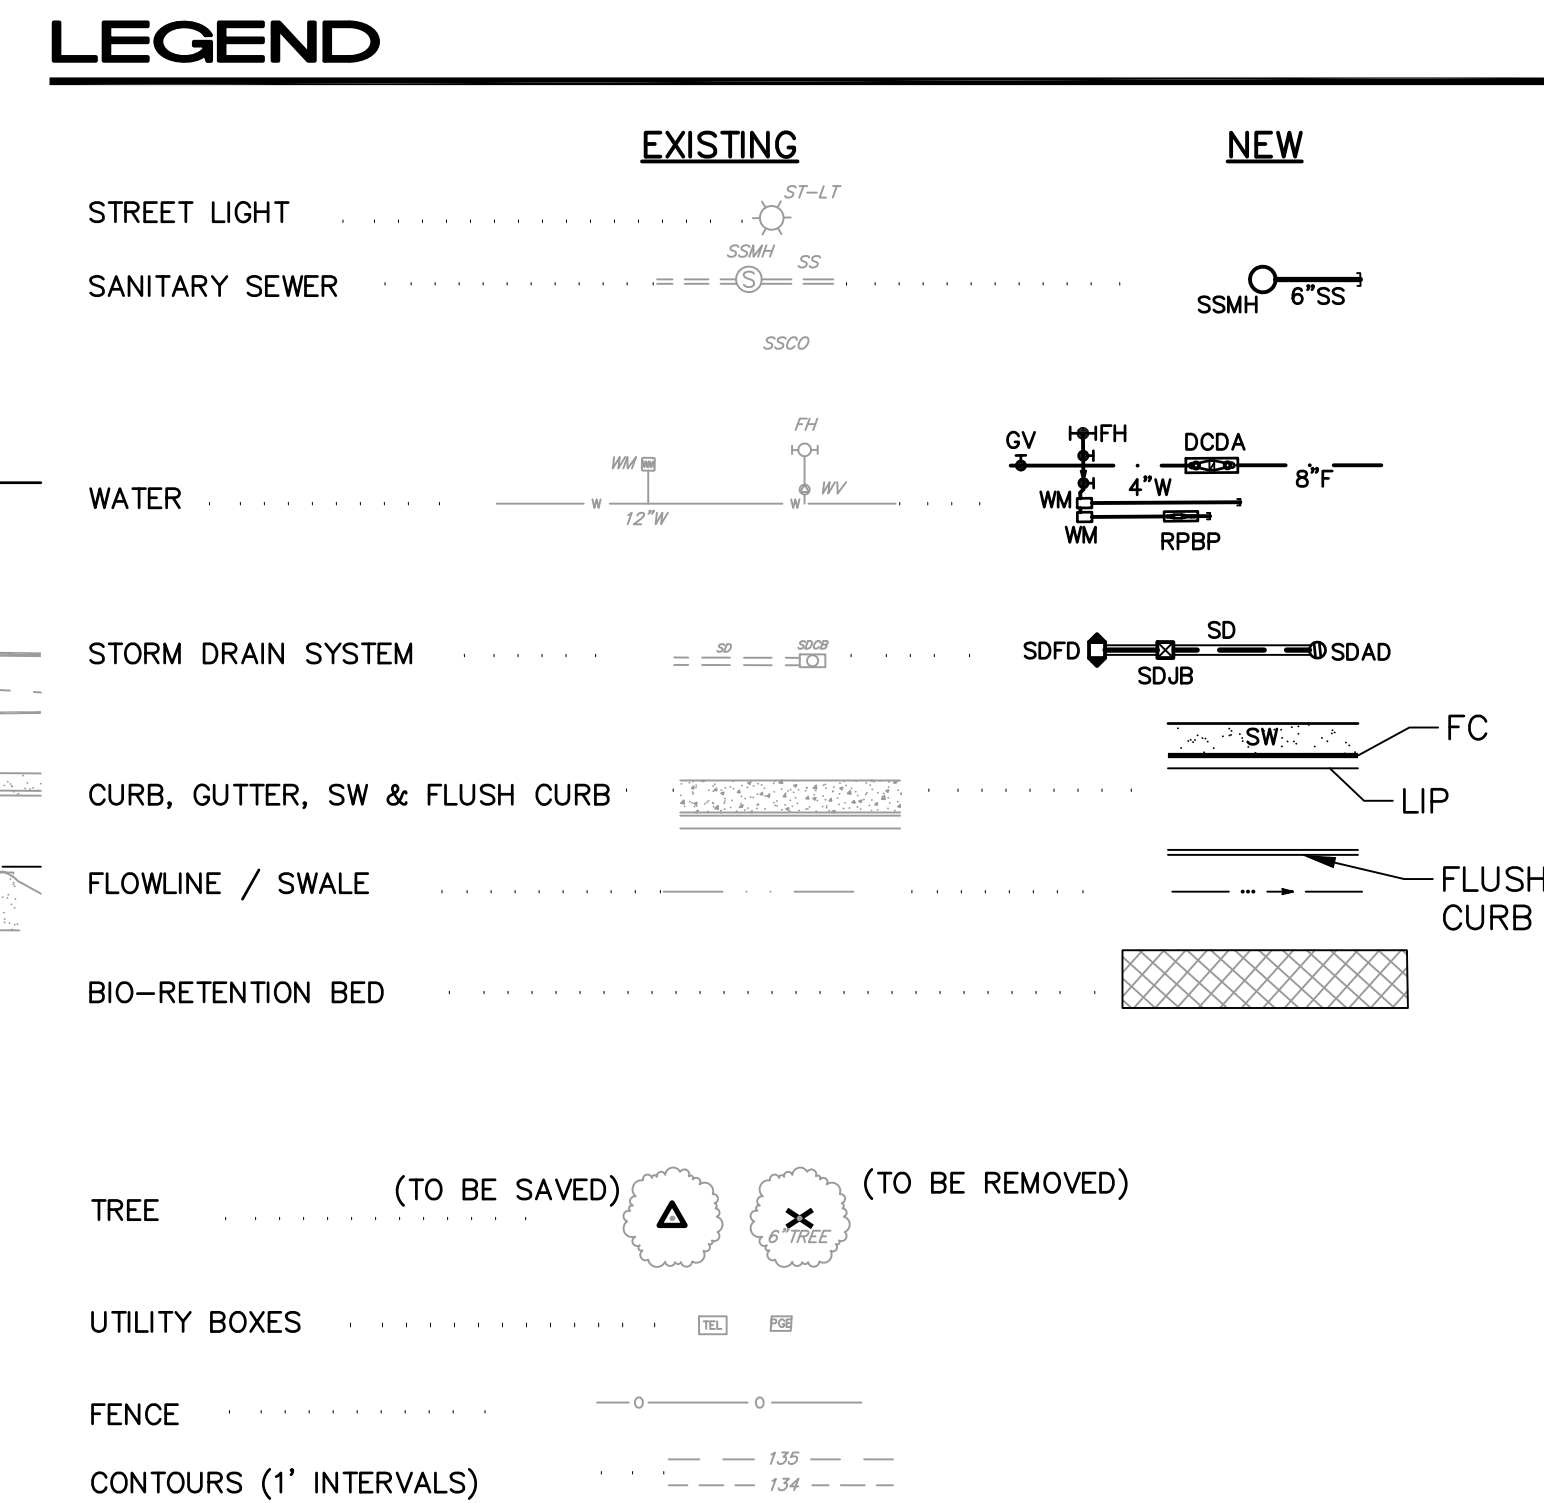 LEGEND
EXISTING NEW
STREET LIGHT ST-LT
SANITARY SEWER SSMH SS SSMH 6"SS
SSCO
WATER WM FH WV W W 12"W GV FH DCDA 8"F 4"W WM WM RPBP
STORM DRAIN SYSTEM SD SDCB SDFD SD SDJB SDAD
CURB, GUTTER, SW & FLUSH CURB SW FC
LIP
FLOWLINE / SWALE FLUSH
CURB
BIO-RETENTION BED
TREE (TO BE SAVED) 6"TREE (TO BE REMOVED)
UTILITY BOXES TEL PGE
FENCE
CONTOURS (1' INTERVALS) 135
134